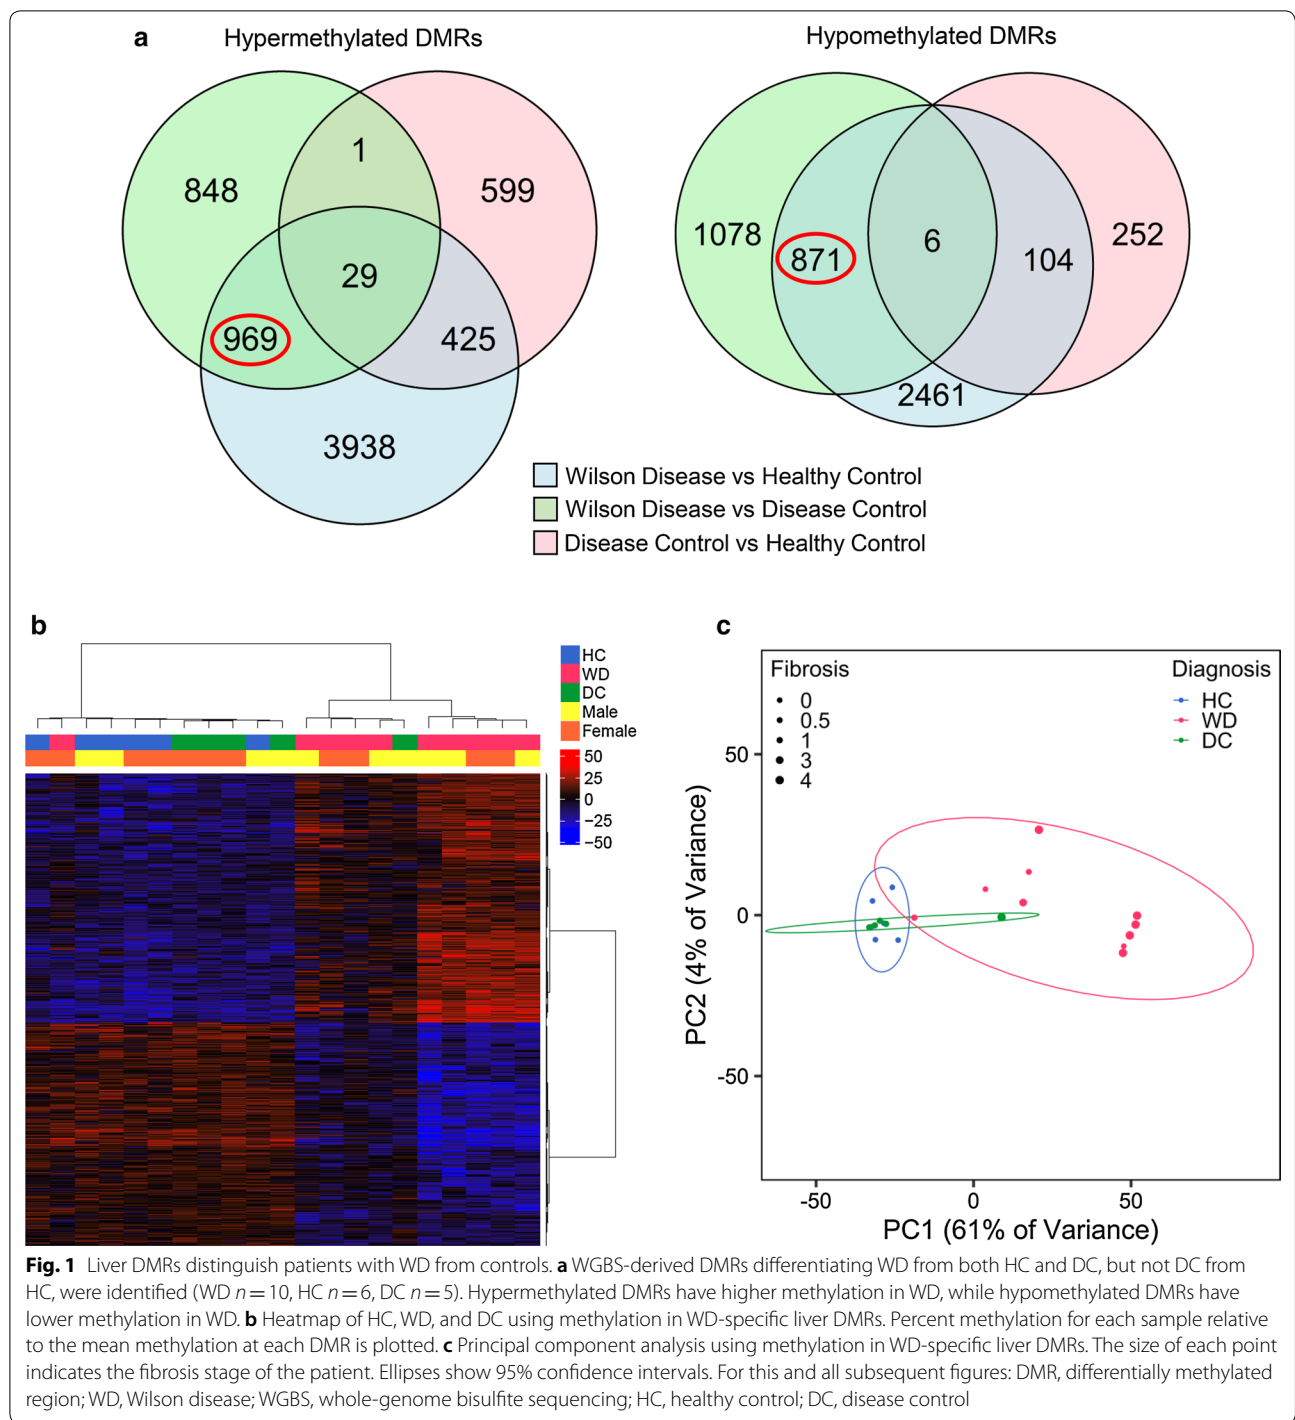 a
Hypermethylated DMRs
Hypomethylated DMRs
848
1
599
29
969
425
3938
1078
871
6
104
252
2461
Wilson Disease vs Healthy Control
Wilson Disease vs Disease Control
Disease Control vs Healthy Control
b
HC
WD
DC
Male
Female
50
25
0
−25
−50
c
Fibrosis
0
0.5
1
3
4
Diagnosis
HC
WD
DC
PC2 (4% of Variance)
50
0
-50
-50
0
50
PC1 (61% of Variance)
Fig. 1 Liver DMRs distinguish patients with WD from controls. a WGBS-derived DMRs differentiating WD from both HC and DC, but not DC from
HC, were identified (WD n = 10, HC n = 6, DC n = 5). Hypermethylated DMRs have higher methylation in WD, while hypomethylated DMRs have
lower methylation in WD. b Heatmap of HC, WD, and DC using methylation in WD-specific liver DMRs. Percent methylation for each sample relative
to the mean methylation at each DMR is plotted. c Principal component analysis using methylation in WD-specific liver DMRs. The size of each point
indicates the fibrosis stage of the patient. Ellipses show 95% confidence intervals. For this and all subsequent figures: DMR, differentially methylated
region; WD, Wilson disease; WGBS, whole-genome bisulfite sequencing; HC, healthy control; DC, disease control